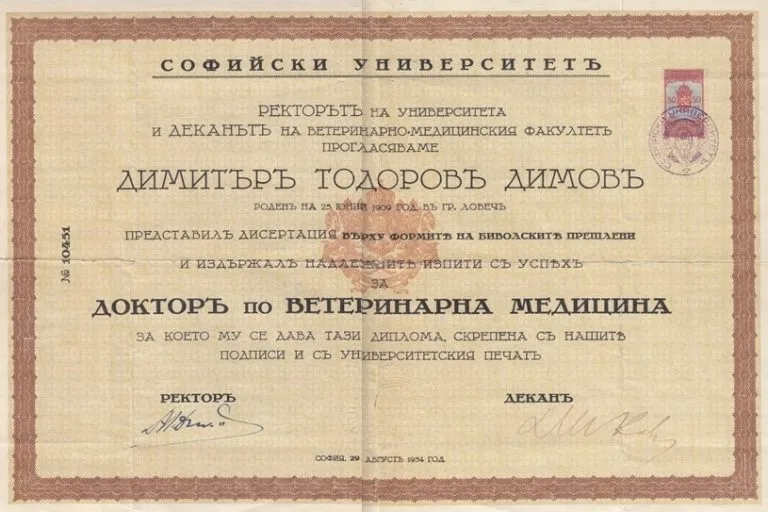 СОФИЙСКИ УНИВЕРСИТЕТЪ
50 50
РЕКТОРЪТЪ НА УНИВЕРСИТЕТА
И ДЕКАНЪТЪ НА ВЕТЕРИНАРНО-МЕДИЦИНСКИЯ ФАКУЛТЕТЪ
ПРОГЛАСЯВАМЕ
ДИМИТЪРЪ ТОДОРОВЪ ДИМОВЪ
РОДЕНЪ НА 25 ЮНИЙ 1909 ГОД. ВЪ ГР. ЛОВЕЧЪ
№ 10451
ПРЕДСТАВИЛЪ ДИСЕРТАЦИЯ ВЪРХУ ФОРМИТѢ НА БИВОЛСКИТѢ ПРЕШЛЕНИ
И ИЗДЪРЖАЛЪ НАДЛЕЖНИТѢ ИЗПИТИ СЪ УСПѢХЪ
ЗА
ДОКТОРЪ ПО ВЕТЕРИНАРНА МЕДИЦИНА
ЗА КОЕТО МУ СЕ ДАВА ТАЗИ ДИПЛОМА, СКРЕПЕНА СЪ НАШИТѢ
ПОДПИСИ И СЪ УНИВЕРСИТЕТСКИЯ ПЕЧАТЪ
РЕКТОРЪ
ДЕКАНЪ
СОФИЯ, 29 АВГУСТЪ 1934 ГОД.